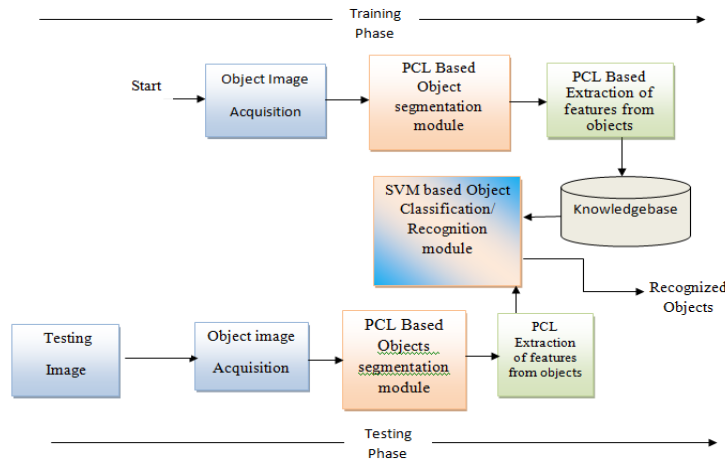 Training
Phase
Start
Object Image
Acquisition
PCL Based
Object
segmentation
module
PCL Based
Extraction of
features from
objects
SVM based Object
Classification/
Recognition
module
Knowledgebase
Recognized
Objects
Testing
Image
Object image
Acquisition
PCL Based
Objects
segmentation
module
PCL
Extraction
of features
from objects
Testing
Phase